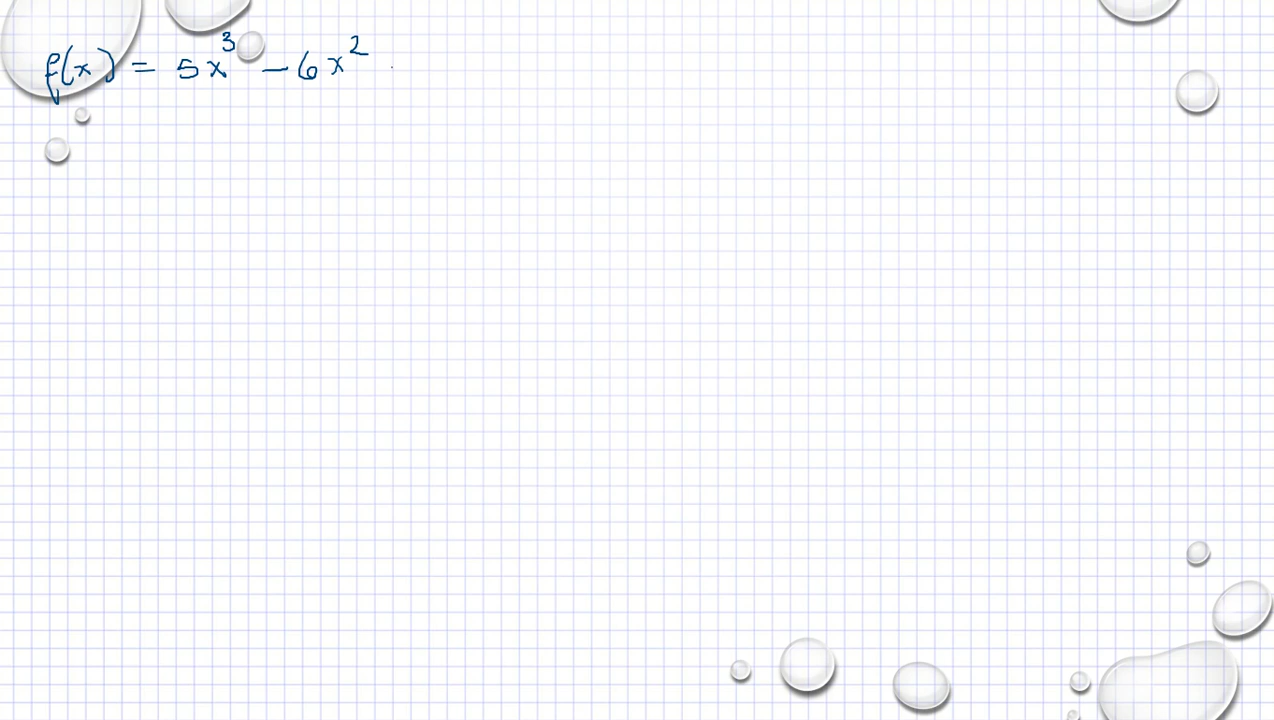 f(x) = 5x³ - 6x²